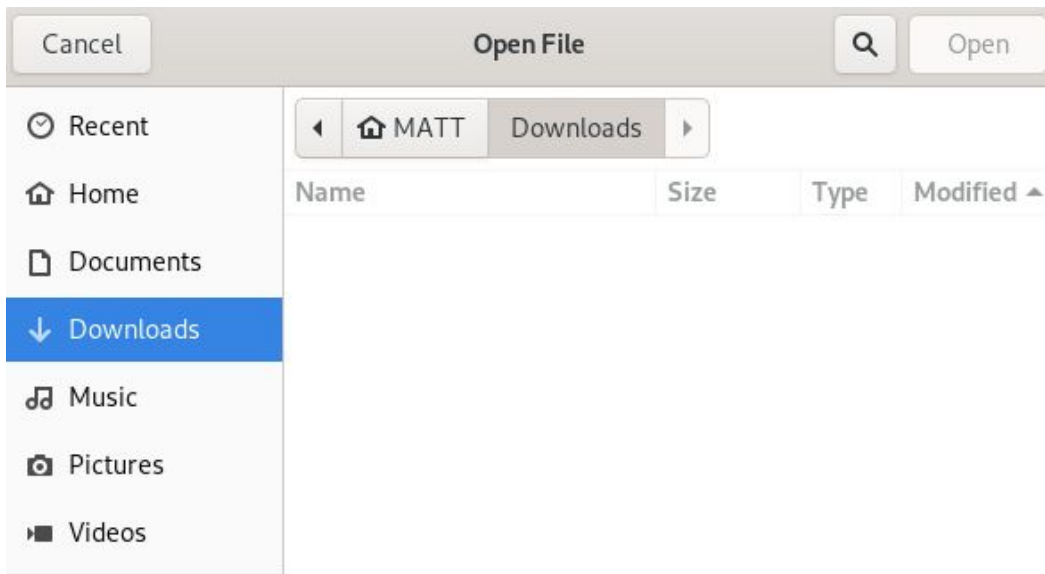 Cancel Open File Open
Recent
MATT Downloads
Home
Name Size Type Modified
Documents
Downloads
Music
Pictures
Videos